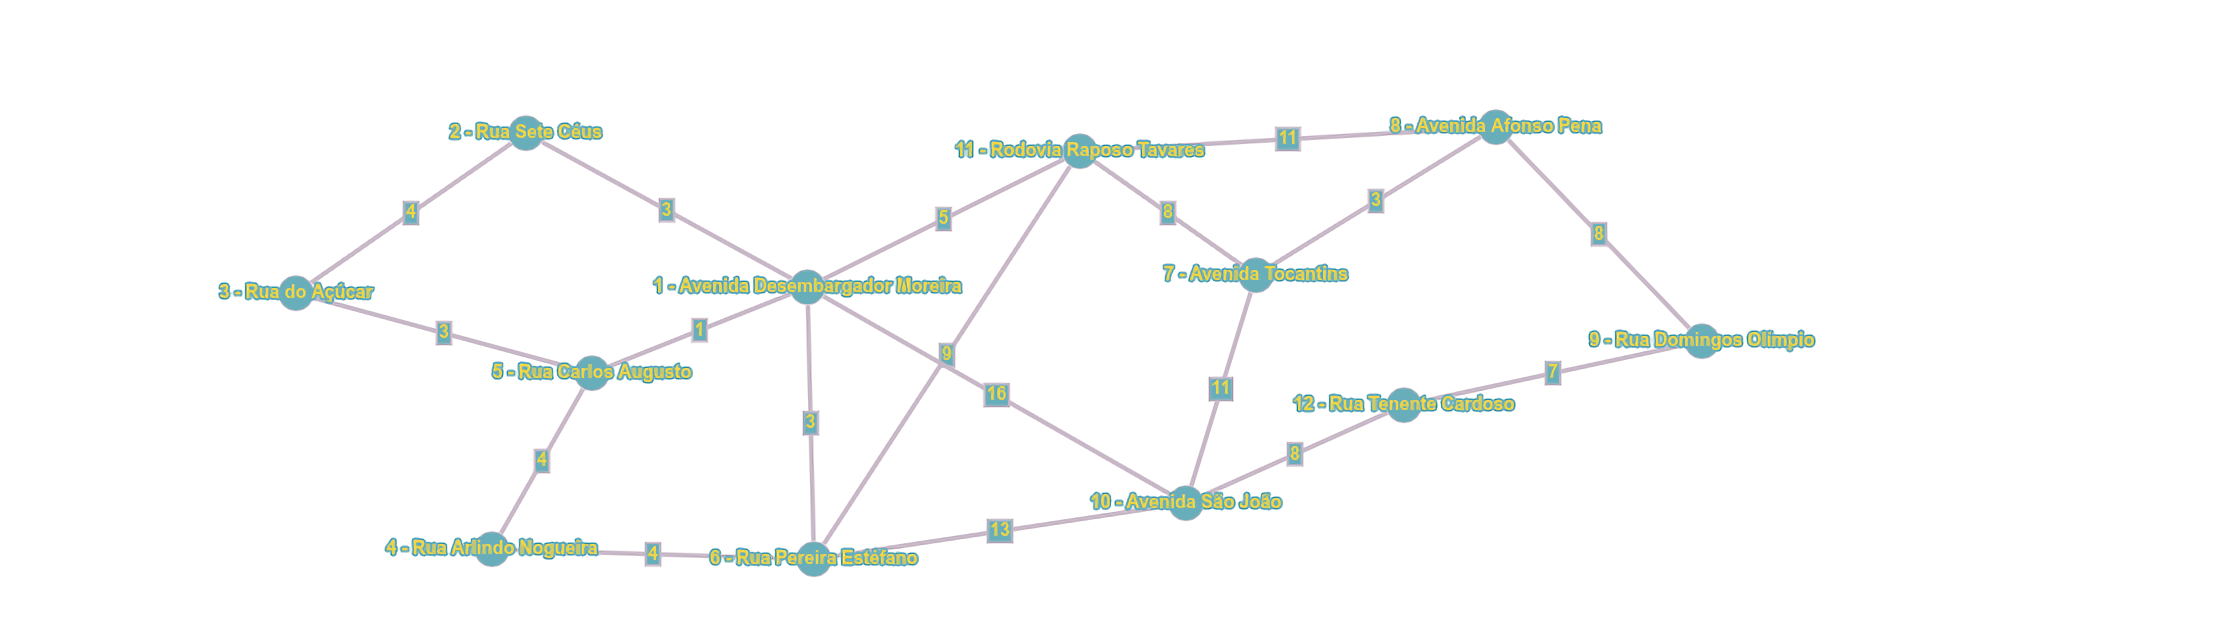 8 - Avenida Afonso Pena
2 - Rua Sete Céus
11
11 - Rodovia Raposo Tavares
3
4
3
8
5
8
7 - Avenida Tocantins
1 - Avenida Desembargador Moreira
3 - Rua do Açúcar
1
3
9 - Rua Domingos Olímpio
9
5 - Rua Carlos Augusto
7
11
16
12 - Rua Tenente Cardoso
3
8
4
10 - Avenida São João
13
4 - Rua Arlindo Nogueira
4
6 - Rua Pereira Estéfano